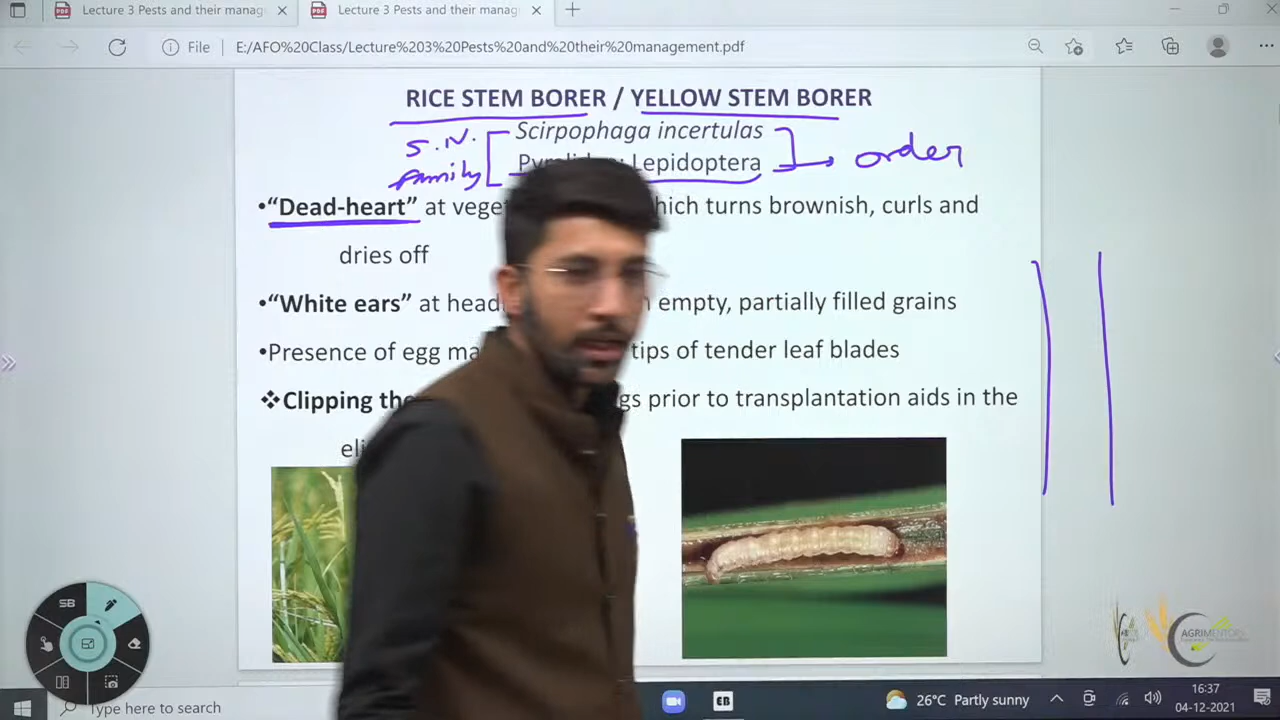 Lecture 3 Pests and their manag
Lecture 3 Pests and their manag
File
E:/AFO%20Class/Lecture%203%20Pests%20and%20their%20management.pdf
RICE STEM BORER / YELLOW STEM BORER
S.N.
Scirpophaga incertulas
family
Lepidoptera
order
•“Dead-heart” at vege hich turns brownish, curls and
dries off
•“White ears” at head empty, partially filled grains
•Presence of egg ma tips of tender leaf blades
❖Clipping the gs prior to transplantation aids in the
eli
SB
AGRIMENTORS
Type here to search
EB
26°C Partly sunny
16:37
04-12-2021